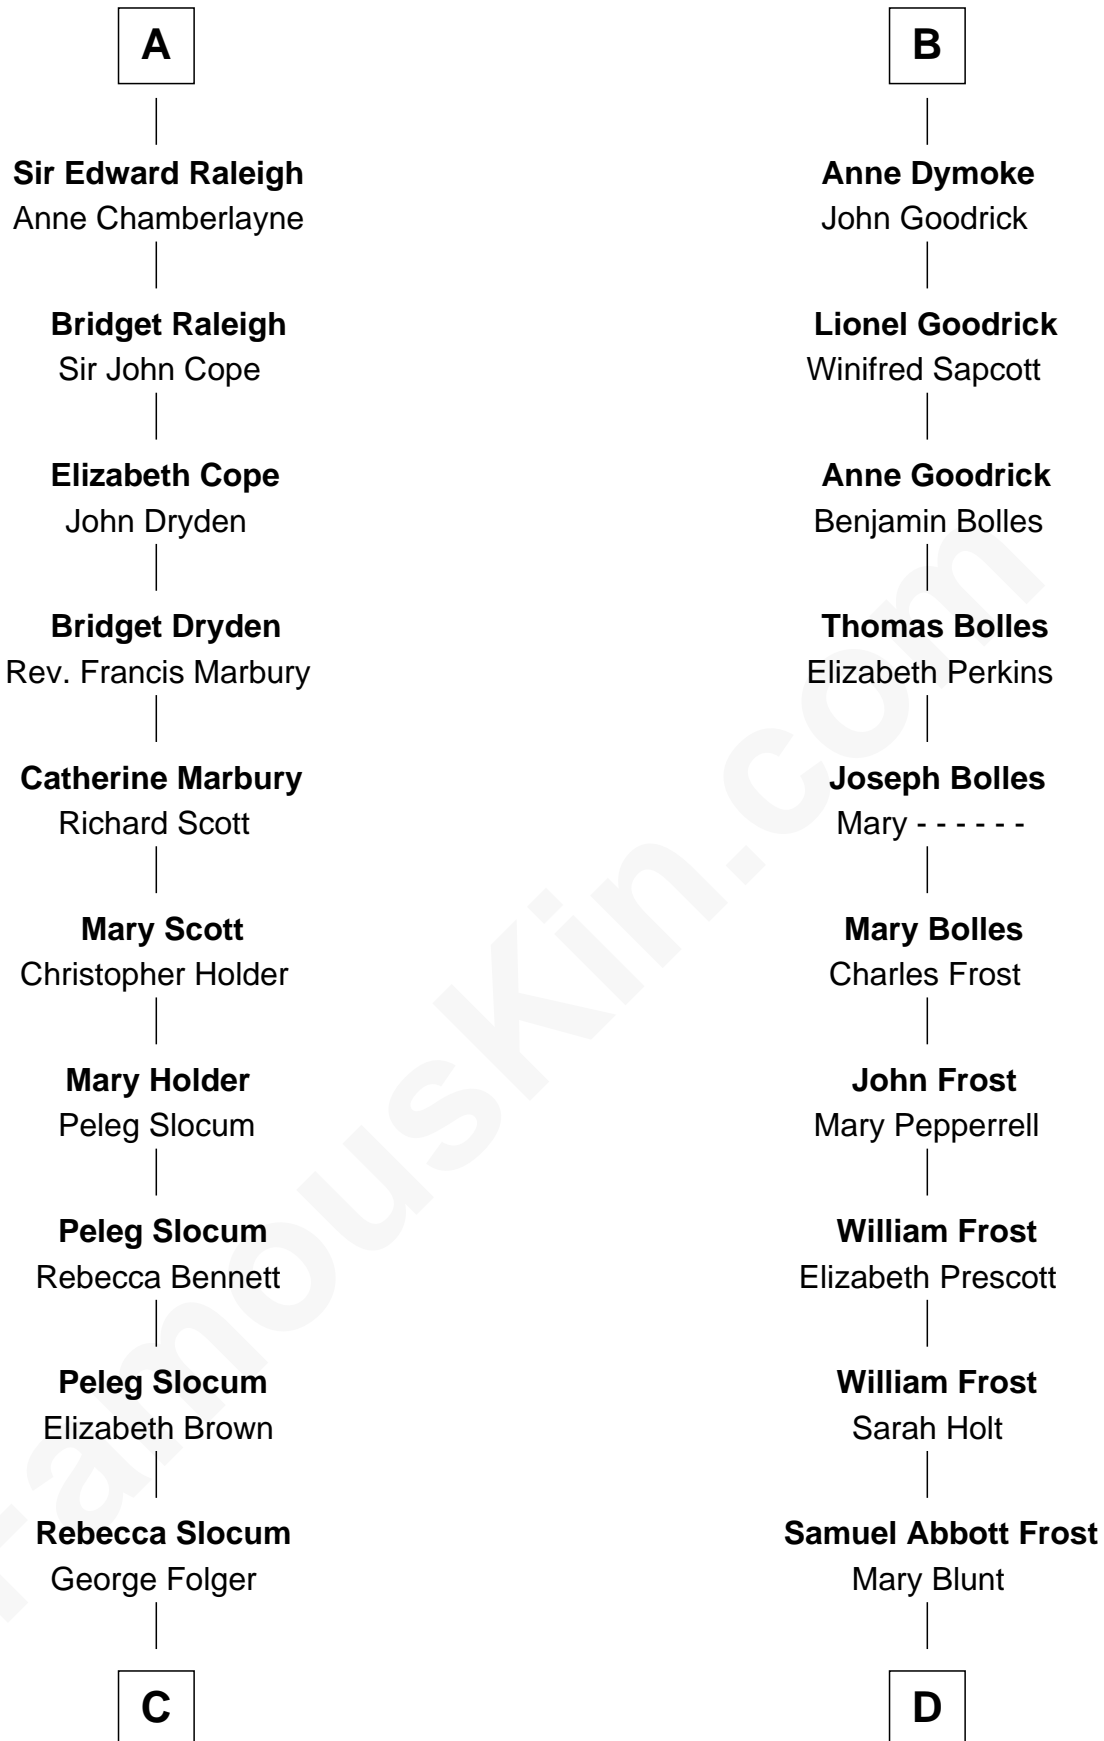 A
Sir Edward Raleigh
Anne Chamberlayne
Bridget Raleigh
Sir John Cope
Elizabeth Cope
John Dryden
Bridget Dryden
Rev. Francis Marbury
Catherine Marbury
Richard Scott
Mary Scott
Christopher Holder
Mary Holder
Peleg Slocum
Peleg Slocum
Rebecca Bennett
Peleg Slocum
Elizabeth Brown
Rebecca Slocum
George Folger
C
B
Anne Dymoke
John Goodrick
Lionel Goodrick
Winifred Sapcott
Anne Goodrick
Benjamin Bolles
Thomas Bolles
Elizabeth Perkins
Joseph Bolles
Mary - - - - - -
Mary Bolles
Charles Frost
John Frost
Mary Pepperrell
William Frost
Elizabeth Prescott
William Frost
Sarah Holt
Samuel Abbott Frost
Mary Blunt
D
FamousKin.com